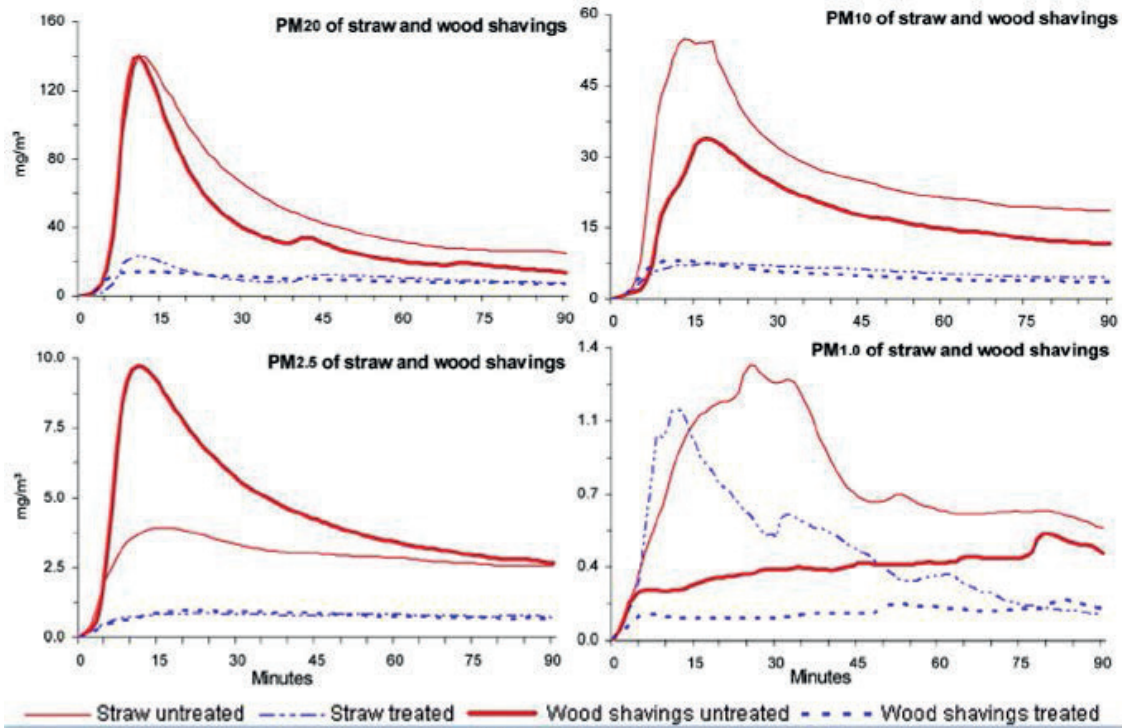 PM20 of straw and wood shavings
mg/m³
160
120
80
40
0
0 15 30 45 60 75 90
PM10 of straw and wood shavings
60
45
30
15
0
0 15 30 45 60 75 90
PM2.5 of straw and wood shavings
mg/m³
10.0
7.5
5.0
2.5
0.0
0 15 30 45 60 75 90
Minutes
PM1.0 of straw and wood shavings
1.4
1.1
0.7
0.4
0.0
0 15 30 45 60 75 90
Minutes
Straw untreated Straw treated Wood shavings untreated Wood shavings treated